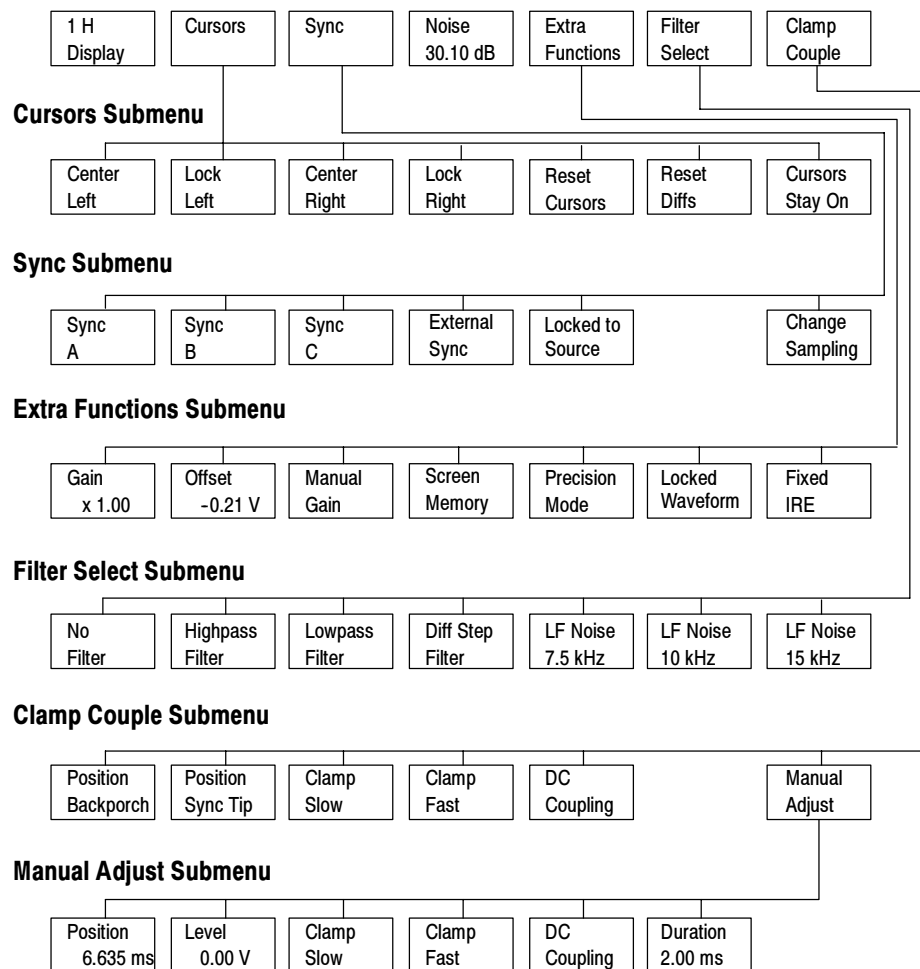 1 H Display
Cursors
Sync
Noise 30.10 dB
Extra Functions
Filter Select
Clamp Couple
Cursors Submenu
Center Left
Lock Left
Center Right
Lock Right
Reset Cursors
Reset Diffs
Cursors Stay On
Sync Submenu
Sync A
Sync B
Sync C
External Sync
Locked to Source
Change Sampling
Extra Functions Submenu
Gain x 1.00
Offset -0.21 V
Manual Gain
Screen Memory
Precision Mode
Locked Waveform
Fixed IRE
Filter Select Submenu
No Filter
Highpass Filter
Lowpass Filter
Diff Step Filter
LF Noise 7.5 kHz
LF Noise 10 kHz
LF Noise 15 kHz
Clamp Couple Submenu
Position Backporch
Position Sync Tip
Clamp Slow
Clamp Fast
DC Coupling
Manual Adjust
Manual Adjust Submenu
Position 6.635 ms
Level 0.00 V
Clamp Slow
Clamp Fast
DC Coupling
Duration 2.00 ms